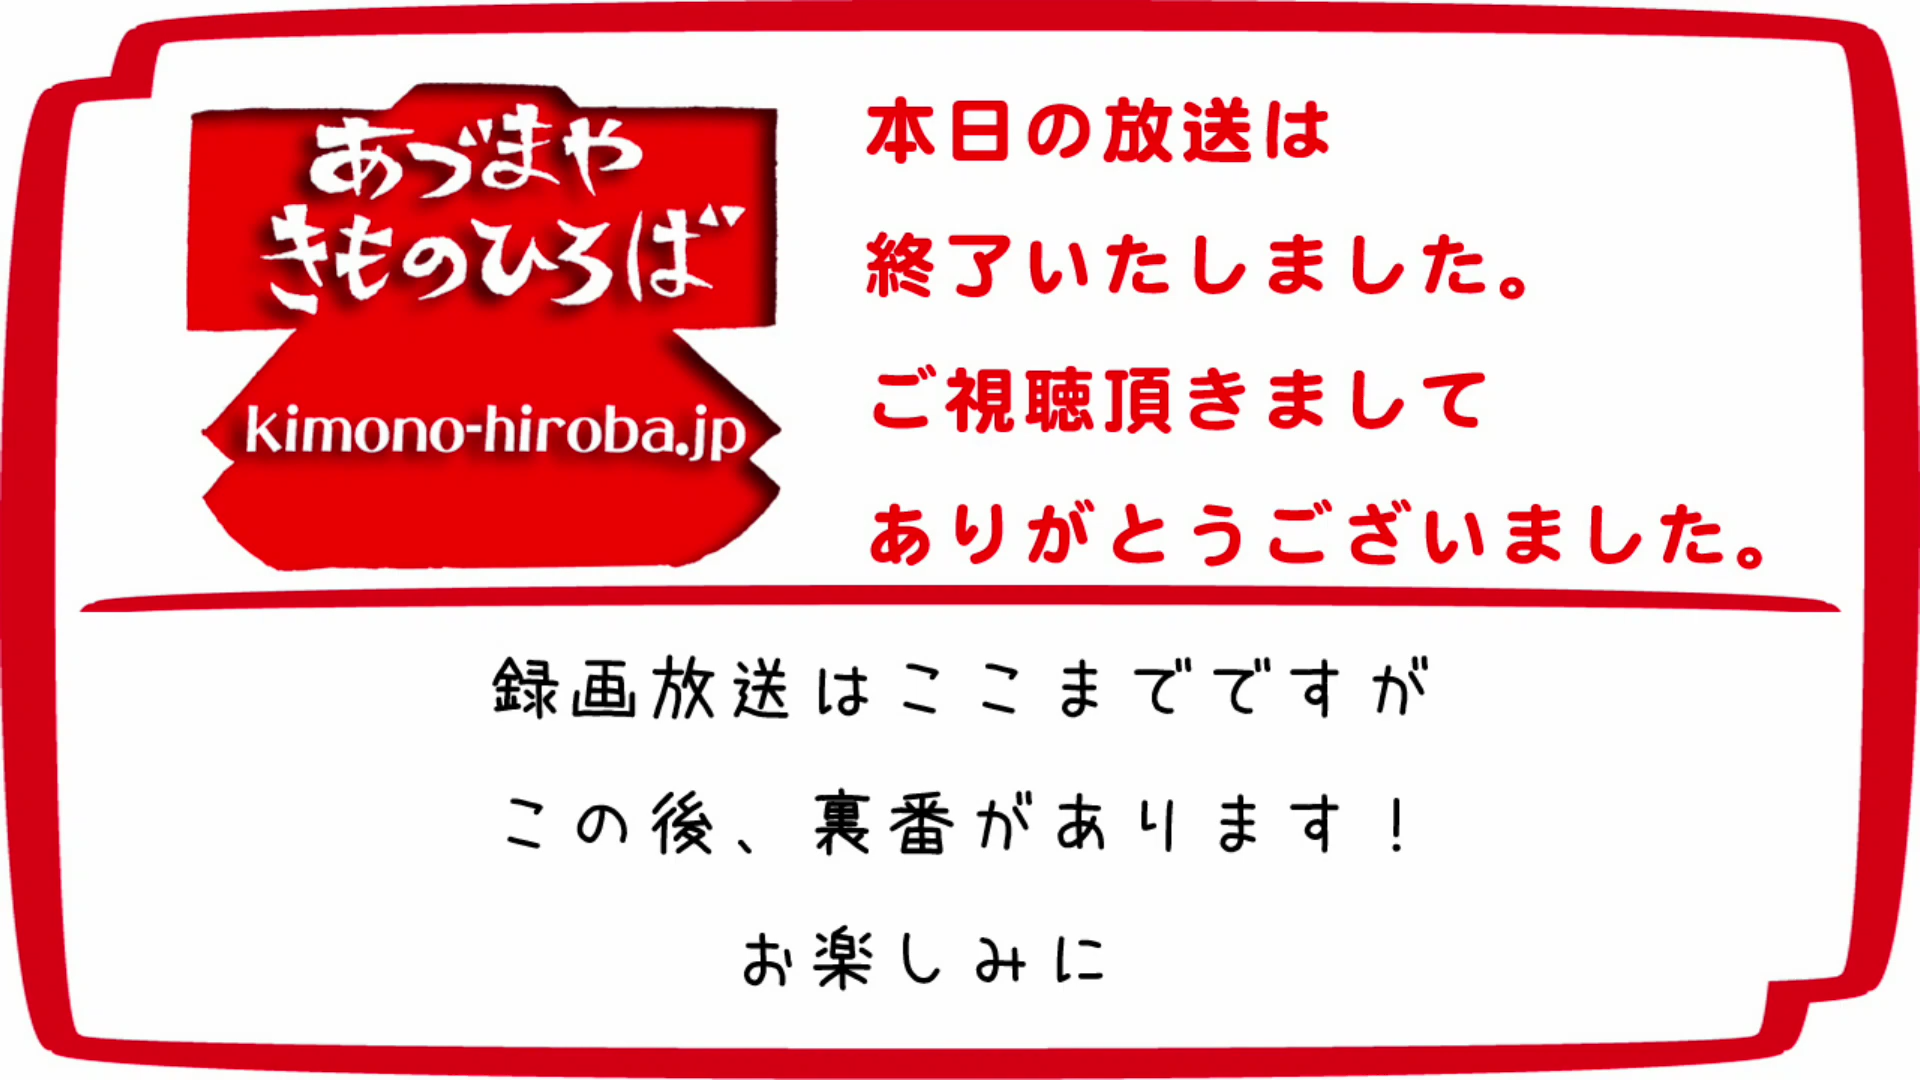 あづまや
きものひろば
kimono-hiroba.jp
本日の放送は
終了いたしました。
ご視聴頂きまして
ありがとうございました。
録画放送はここまでですが
この後、裏番があります！
お楽しみに